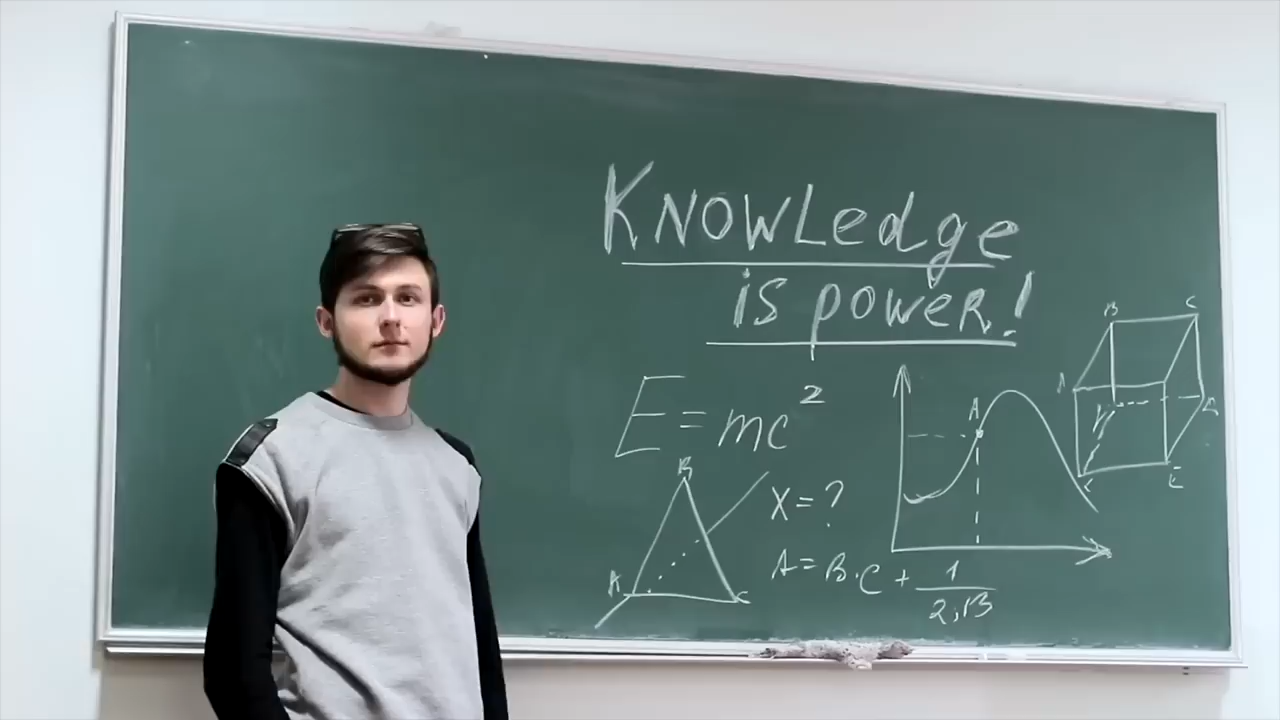 KNOWLedge
is poweR!
E = mc²
B
A
C
X = ?
A = B · C + 1/2,13
A
B
C
E